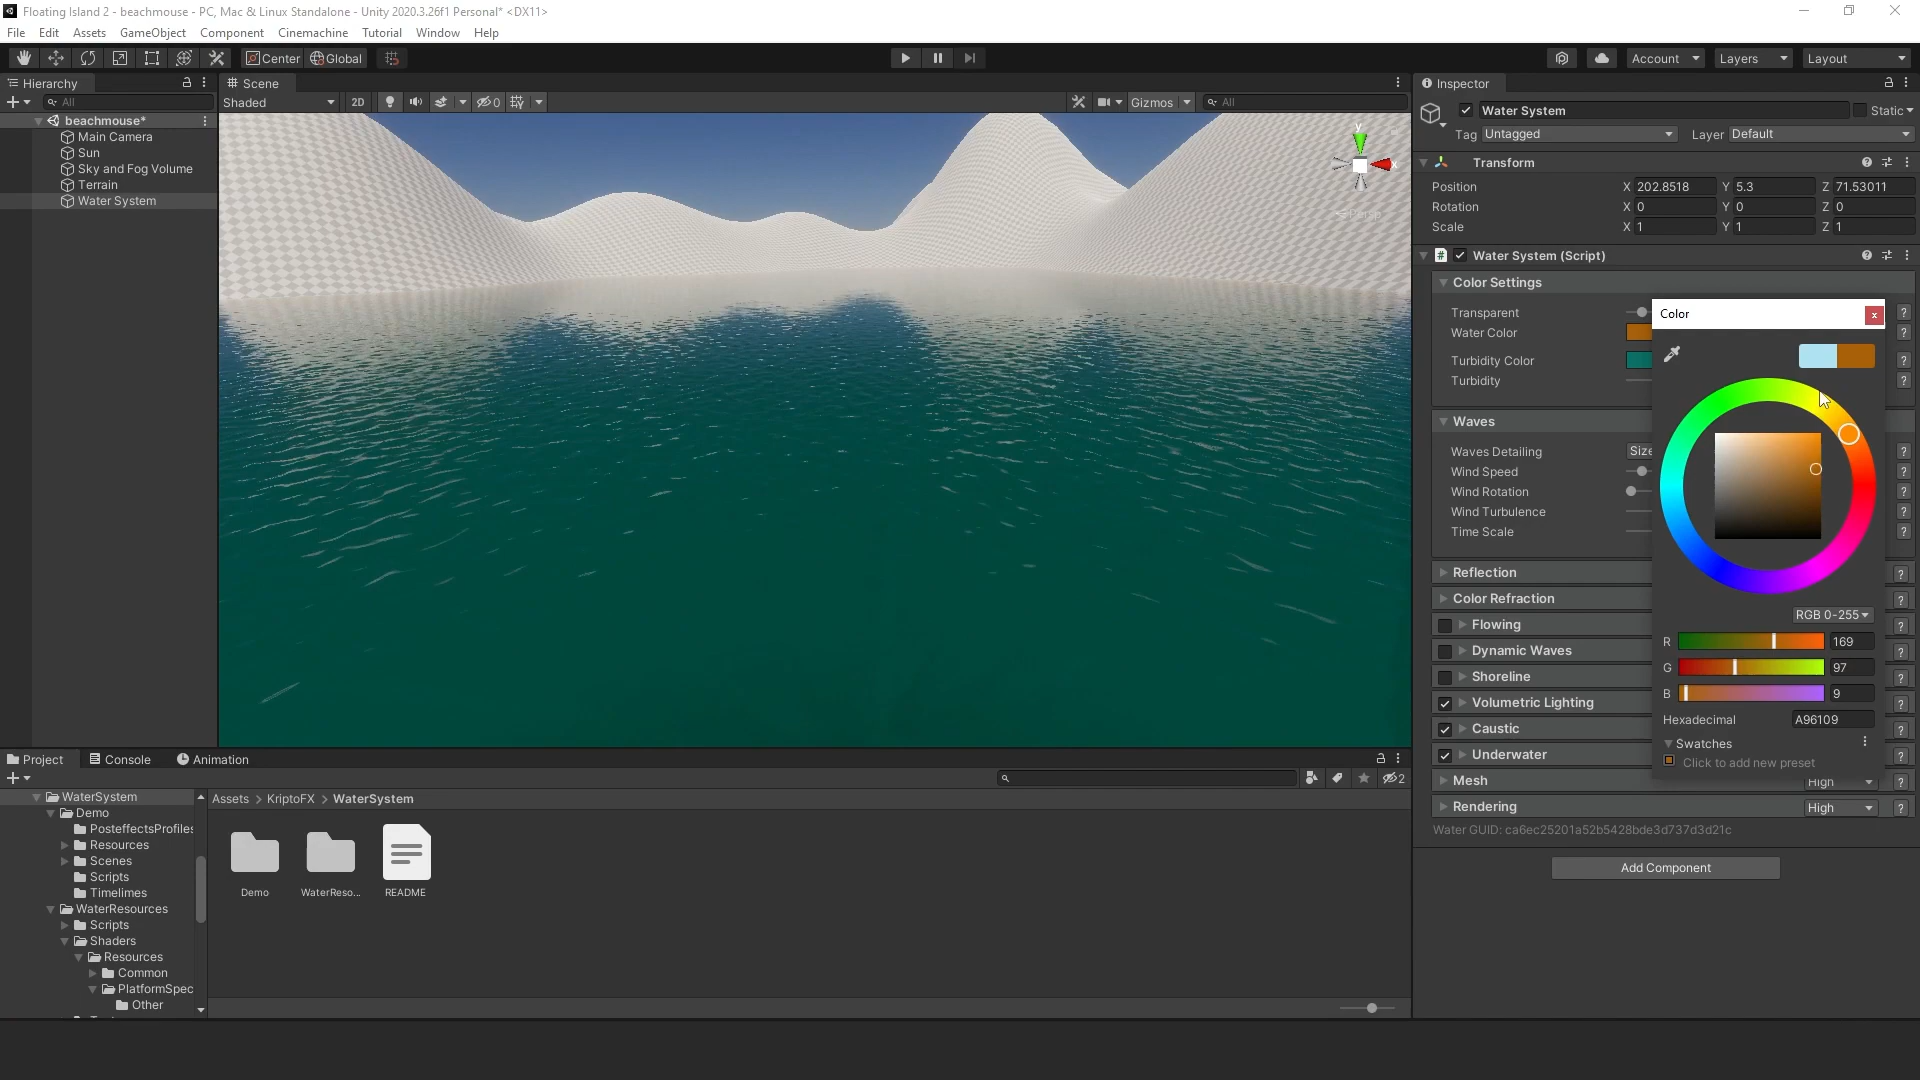 Floating Island 2 - beachmouse - PC, Mac & Linux Standalone - Unity 2020.3.26f1 Personal* <DX11>
File Edit Assets GameObject Component Cinemachine Tutorial Window Help
Center Global Account Layers Layout
Hierarchy
All
beachmouse*
Main Camera
Sun
Sky and Fog Volume
Terrain
Water System
Scene
Shaded 2D 0 Gizmos All
y
x
Persp
Inspector
Water System Static
Tag Untagged Layer Default
Transform
Position X 202.8518 Y 5.3 Z 71.53011
Rotation X 0 Y 0 Z 0
Scale X 1 Y 1 Z 1
Water System (Script)
Color Settings
Transparent
Water Color
Turbidity Color
Turbidity
Waves
Waves Detailing Size
Wind Speed
Wind Rotation
Wind Turbulence
Time Scale
Reflection
Color Refraction
Flowing
Dynamic Waves
Shoreline
Volumetric Lighting
Caustic
Underwater
Mesh High
Rendering High
Water GUID: ca6ec25201a52b5428bde3d737d3d21c
Add Component
Color
x
RGB 0-255
R 169
G 97
B 9
Hexadecimal A96109
Swatches
Click to add new preset
Project Console Animation
2
WaterSystem
Demo
PosteffectsProfiles
Resources
Scenes
Scripts
Timelimes
WaterResources
Scripts
Shaders
Resources
Common
PlatformSpec
Other
Assets > KriptoFX > WaterSystem
Demo WaterReso... README